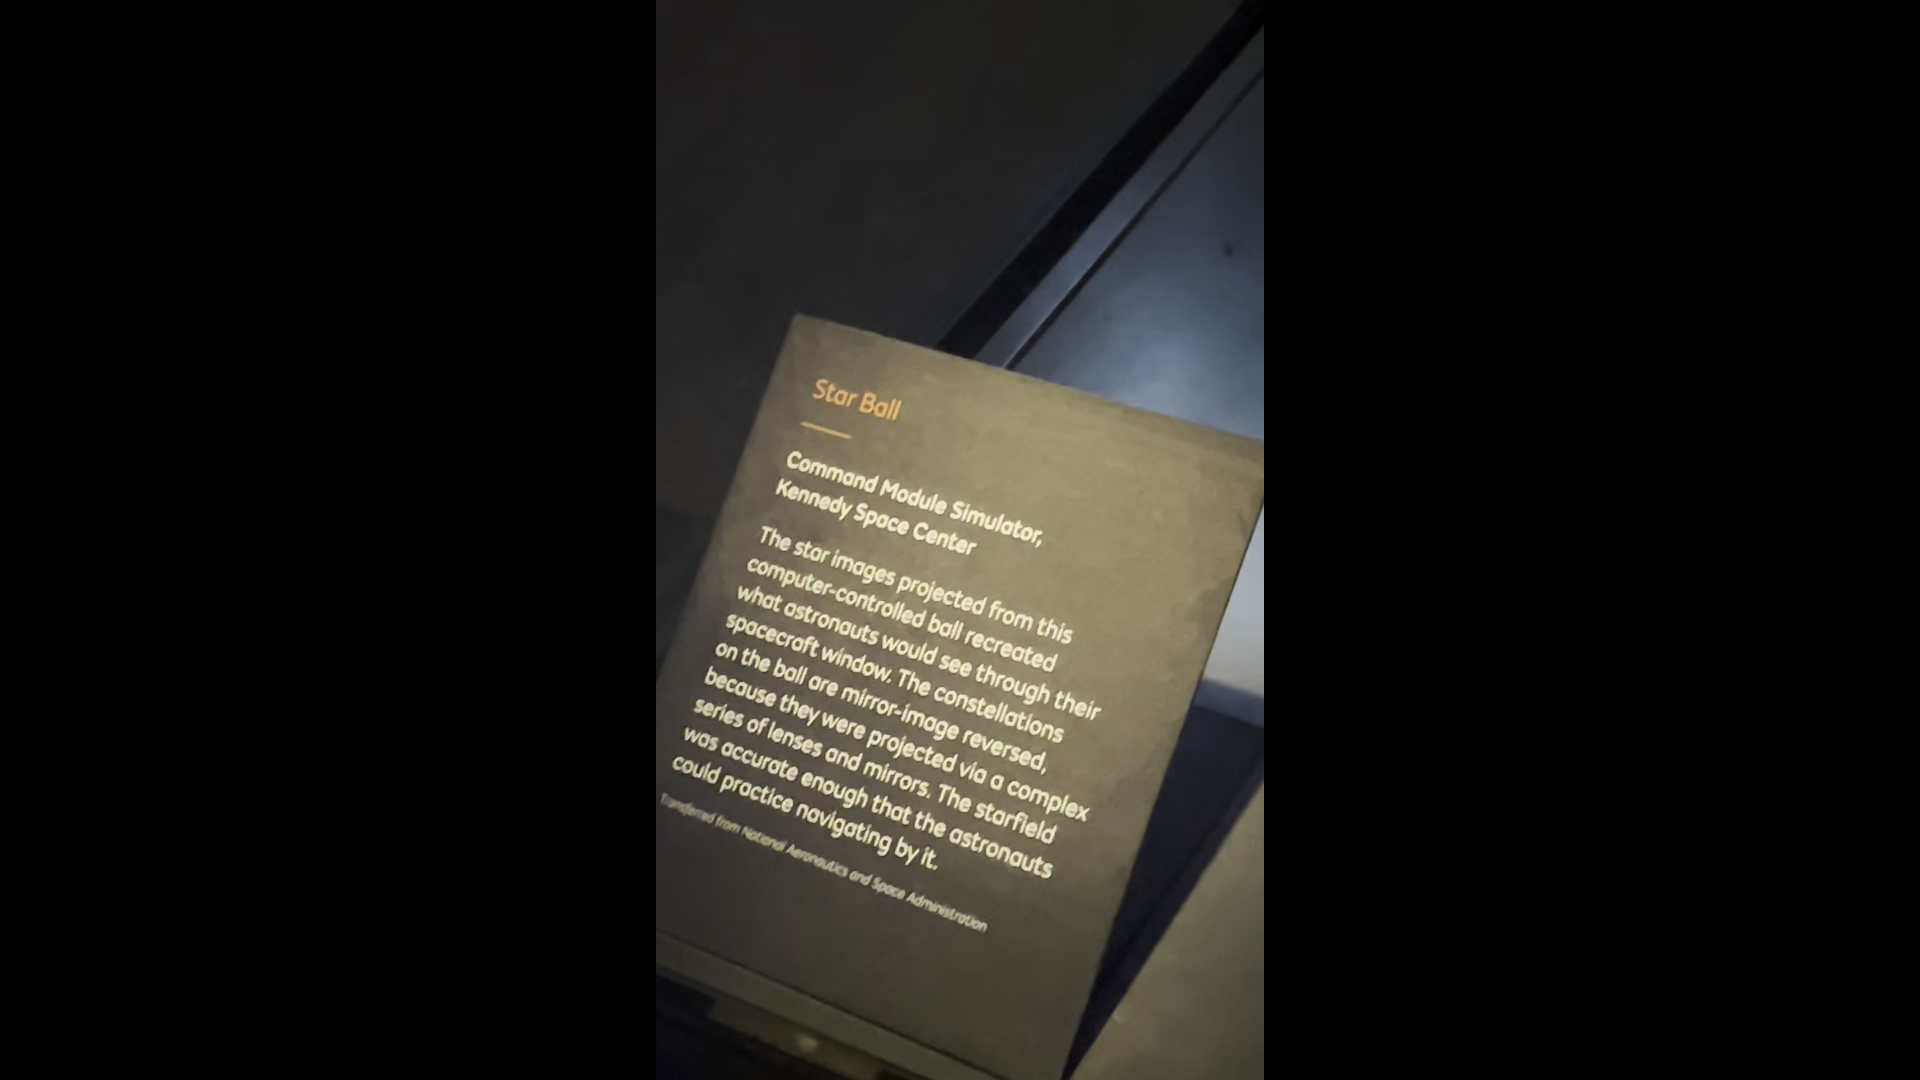 Star Ball
Command Module Simulator,
Kennedy Space Center
The star images projected from this
computer-controlled ball recreated
what astronauts would see through their
spacecraft window. The constellations
on the ball are mirror-image reversed,
because they were projected via a complex
series of lenses and mirrors. The starfield
was accurate enough that the astronauts
could practice navigating by it.
Transferred from National Aeronautics and Space Administration